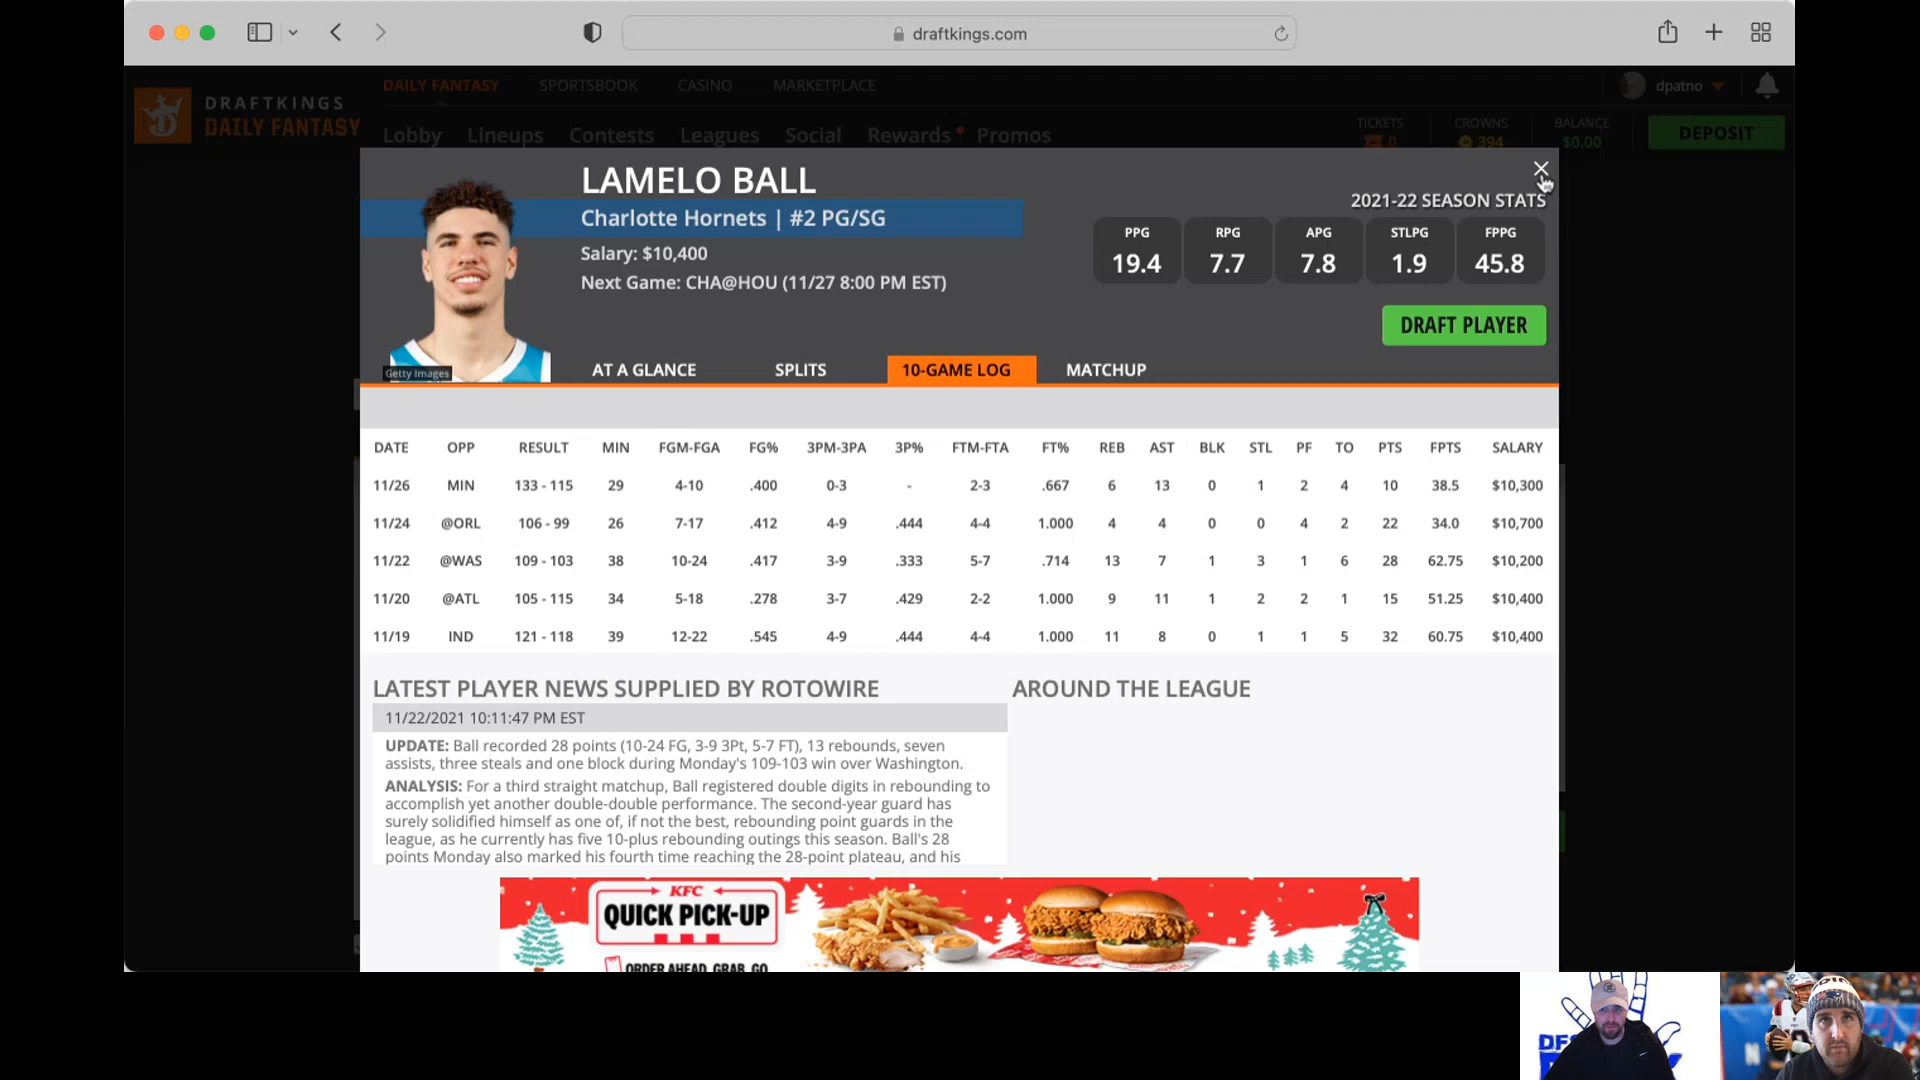 draftkings.com
DRAFTKINGS
DAILY FANTASY
DAILY FANTASY SPORTSBOOK CASINO MARKETPLACE
dpatno
Lobby Lineups Contests Leagues Social Rewards Promos
TICKETS CROWNS BALANCE
0 394 $0.00
DEPOSIT
LAMELO BALL
Charlotte Hornets | #2 PG/SG
Salary: $10,400
Next Game: CHA@HOU (11/27 8:00 PM EST)
2021-22 SEASON STATS
PPG RPG APG STLPG FPPG
19.4 7.7 7.8 1.9 45.8
DRAFT PLAYER
Getty Images
AT A GLANCE SPLITS 10-GAME LOG MATCHUP
DATE OPP RESULT MIN FGM-FGA FG% 3PM-3PA 3P% FTM-FTA FT% REB AST BLK STL PF TO PTS FPTS SALARY
11/26 MIN 133 - 115 29 4-10 .400 0-3 - 2-3 .667 6 13 0 1 2 4 10 38.5 $10,300
11/24 @ORL 106 - 99 26 7-17 .412 4-9 .444 4-4 1.000 4 4 0 0 4 2 22 34.0 $10,700
11/22 @WAS 109 - 103 38 10-24 .417 3-9 .333 5-7 .714 13 7 1 3 1 6 28 62.75 $10,200
11/20 @ATL 105 - 115 34 5-18 .278 3-7 .429 2-2 1.000 9 11 1 2 2 1 15 51.25 $10,400
11/19 IND 121 - 118 39 12-22 .545 4-9 .444 4-4 1.000 11 8 0 1 1 5 32 60.75 $10,400
LATEST PLAYER NEWS SUPPLIED BY ROTOWIRE
AROUND THE LEAGUE
11/22/2021 10:11:47 PM EST
UPDATE: Ball recorded 28 points (10-24 FG, 3-9 3Pt, 5-7 FT), 13 rebounds, seven
assists, three steals and one block during Monday's 109-103 win over Washington.
ANALYSIS: For a third straight matchup, Ball registered double digits in rebounding to
accomplish yet another double-double performance. The second-year guard has
surely solidified himself as one of, if not the best, rebounding point guards in the
league, as he currently has five 10-plus rebounding outings this season. Ball's 28
points Monday also marked his fourth time reaching the 28-point plateau, and his
KFC
QUICK PICK-UP
ORDER AHEAD. GRAB. GO